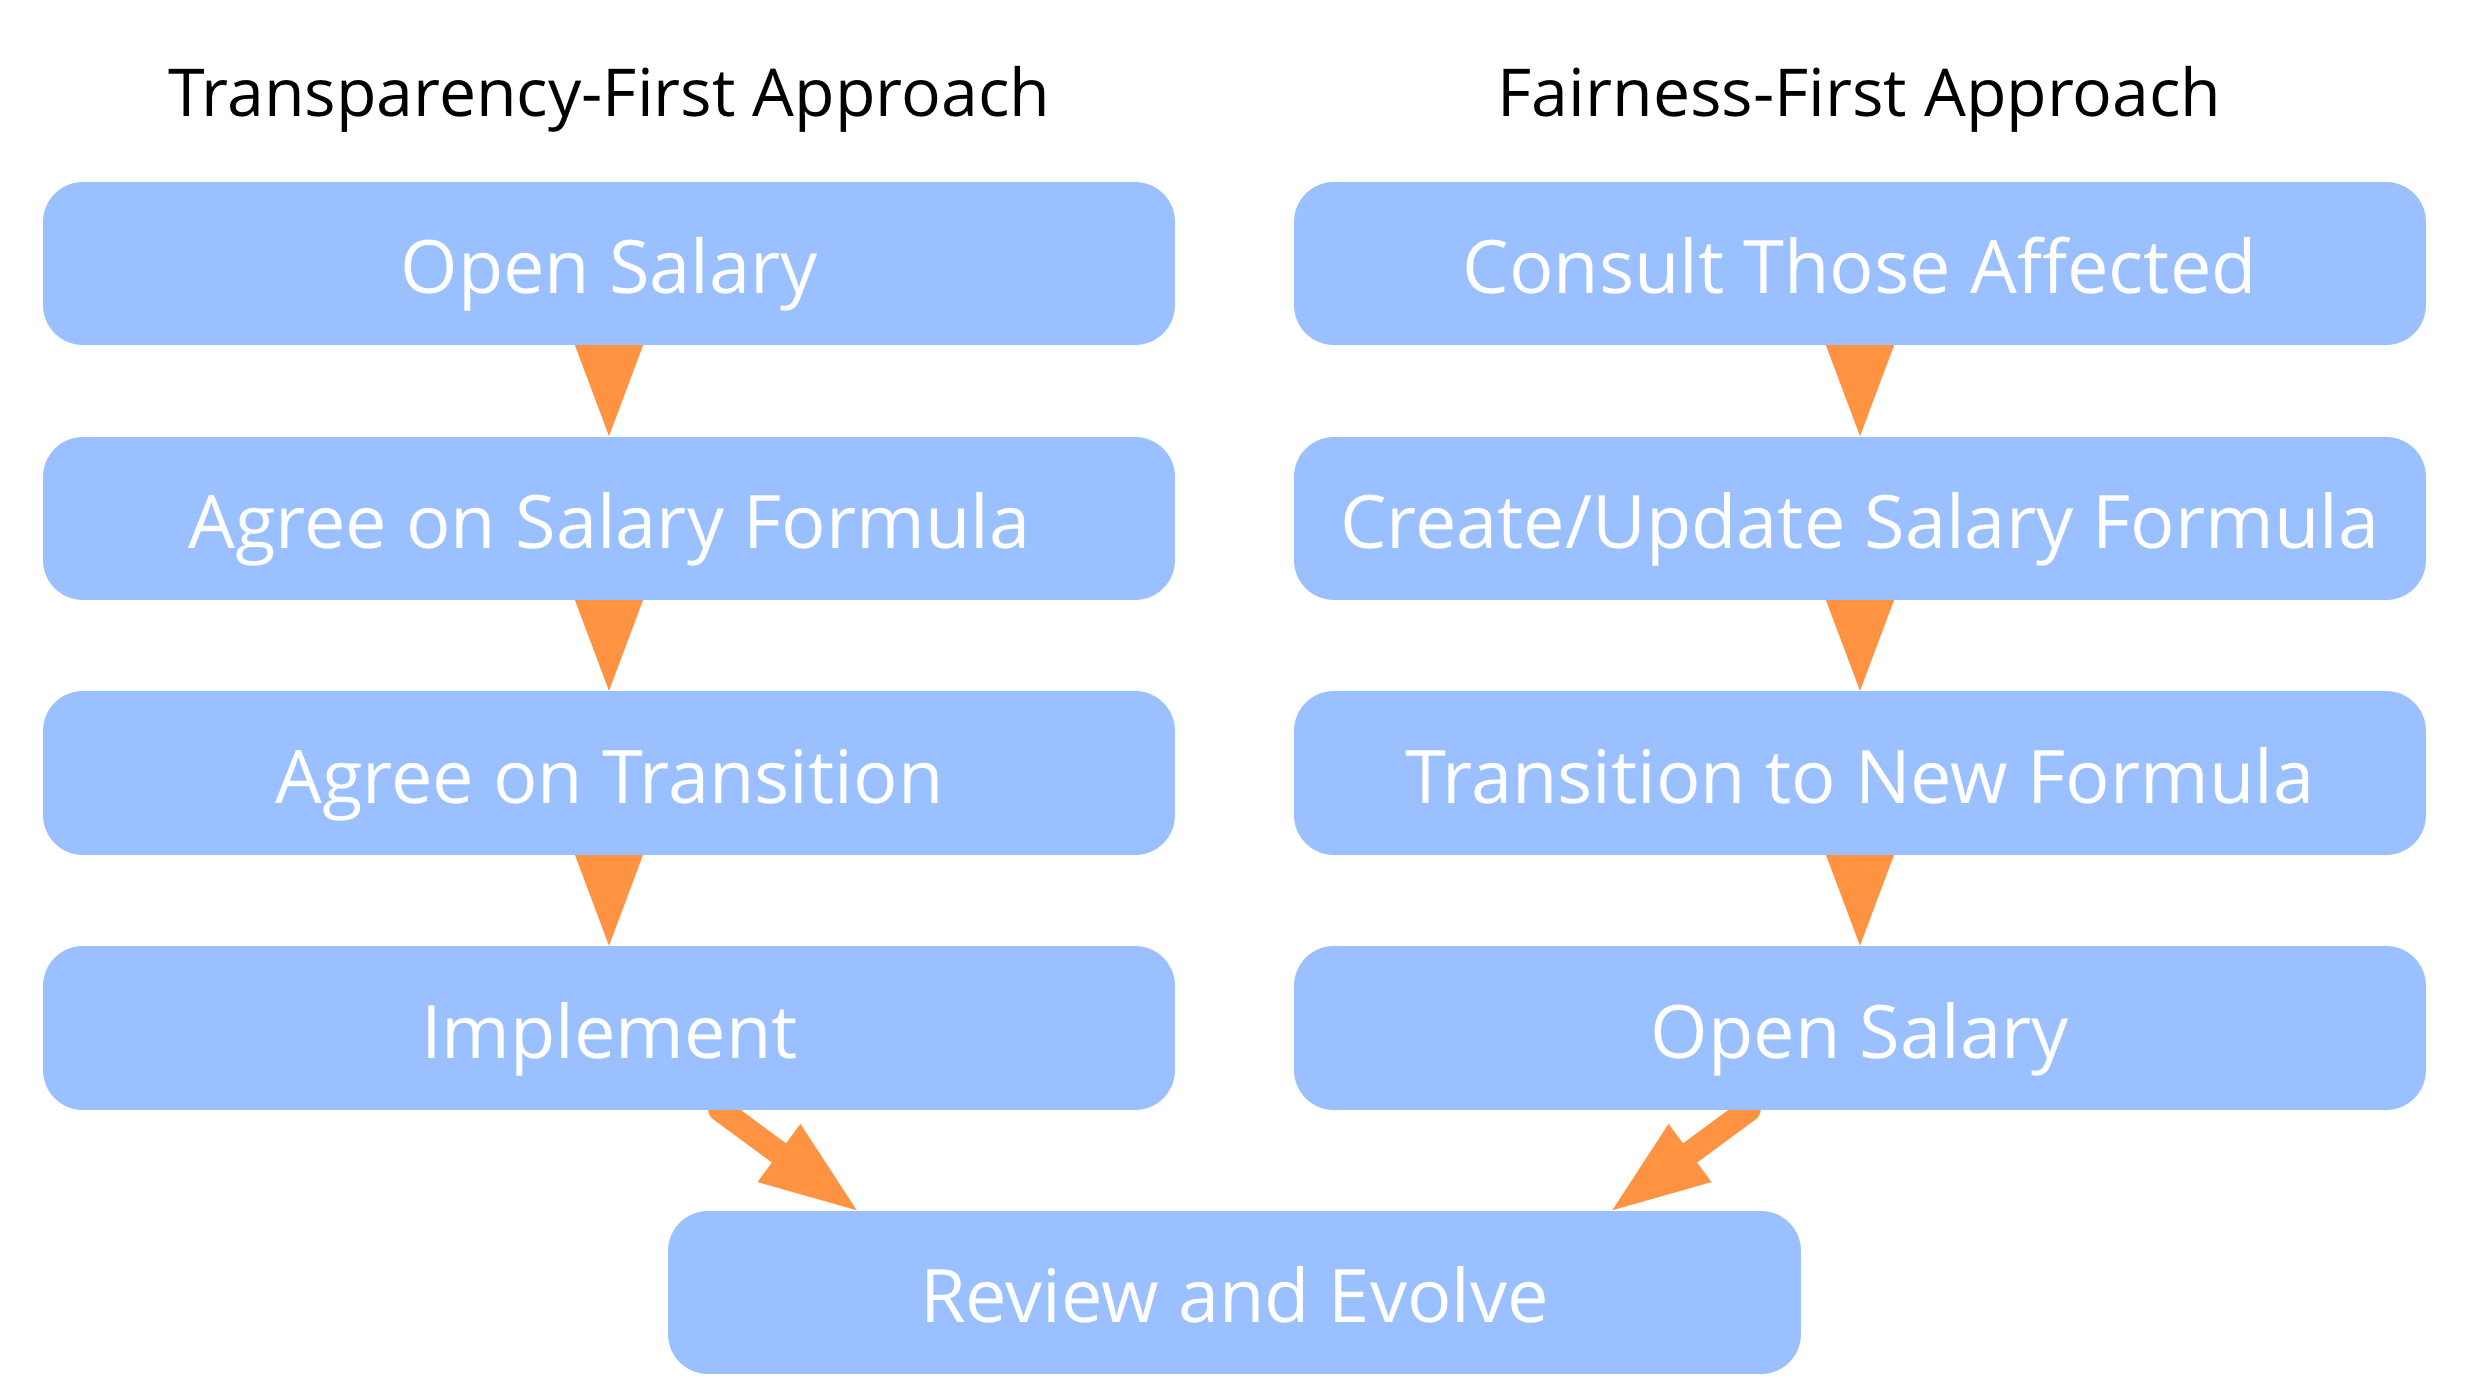 Transparency-First Approach
Open Salary
Agree on Salary Formula
Agree on Transition
Implement
Fairness-First Approach
Consult Those Affected
Create/Update Salary Formula
Transition to New Formula
Open Salary
Review and Evolve